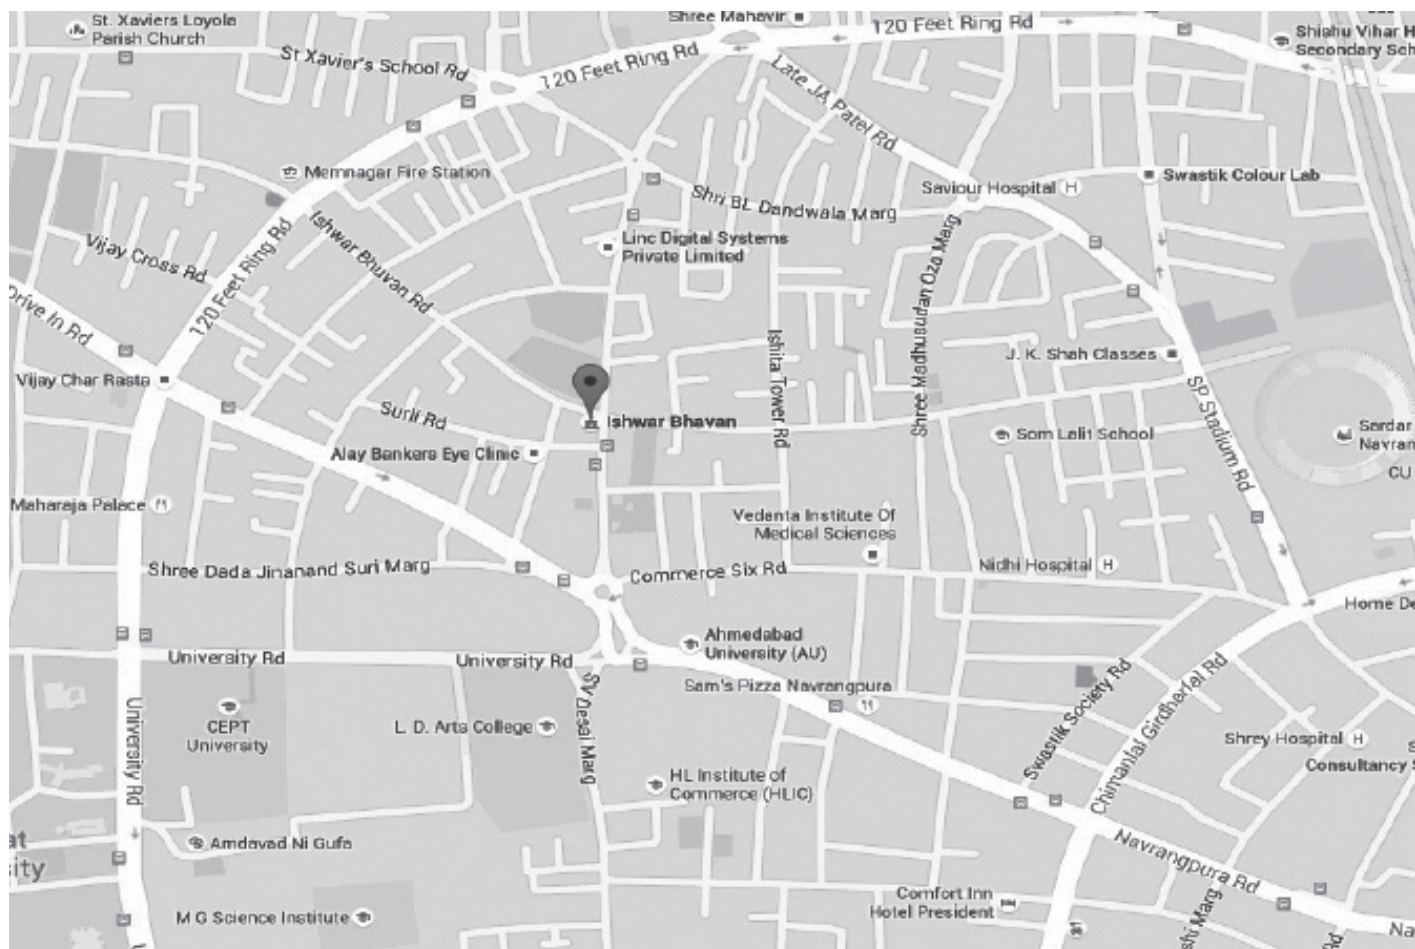 St. Xaviers Loyola
Parish Church
Shree Mahavir
120 Feet Ring Rd
Shishu Vihar H
Secondary Sch
St Xavier's School Rd
120 Feet Ring Rd
Late JA Patel Rd
Memnagar Fire Station
Saviour Hospital
Swastik Colour Lab
Shri BL Dandwala Marg
Ishwar Bhuvan Rd
Vijay Cross Rd
120 Feet Ring Rd
Linc Digital Systems
Private Limited
Shree Madhusudan Oza Marg
Drive In Rd
Ishita Tower Rd
J. K. Shah Classes
Vijay Char Rasta
SP Stadium Rd
Surli Rd
Ishwar Bhavan
Som Lalit School
Sardar
Navran
Alay Bankers Eye Clinic
CU
Maharaja Palace
Vedanta Institute Of
Medical Sciences
Shree Dada Jinanand Suri Marg
Commerce Six Rd
Nidhi Hospital
Home De
Ahmedabad
University (AU)
University Rd
University Rd
Sam's Pizza Navrangpura
SV Desai Marg
Swastik Society Rd
Chimanlal Girdharlal Rd
CEPT
University
L. D. Arts College
University Rd
Shrey Hospital
Consultancy S
HL Institute of
Commerce (HLIC)
at
sity
Amdavad Ni Gufa
Navrangpura Rd
Comfort Inn
Hotel President
M G Science Institute
shi Marg
Rd
Na